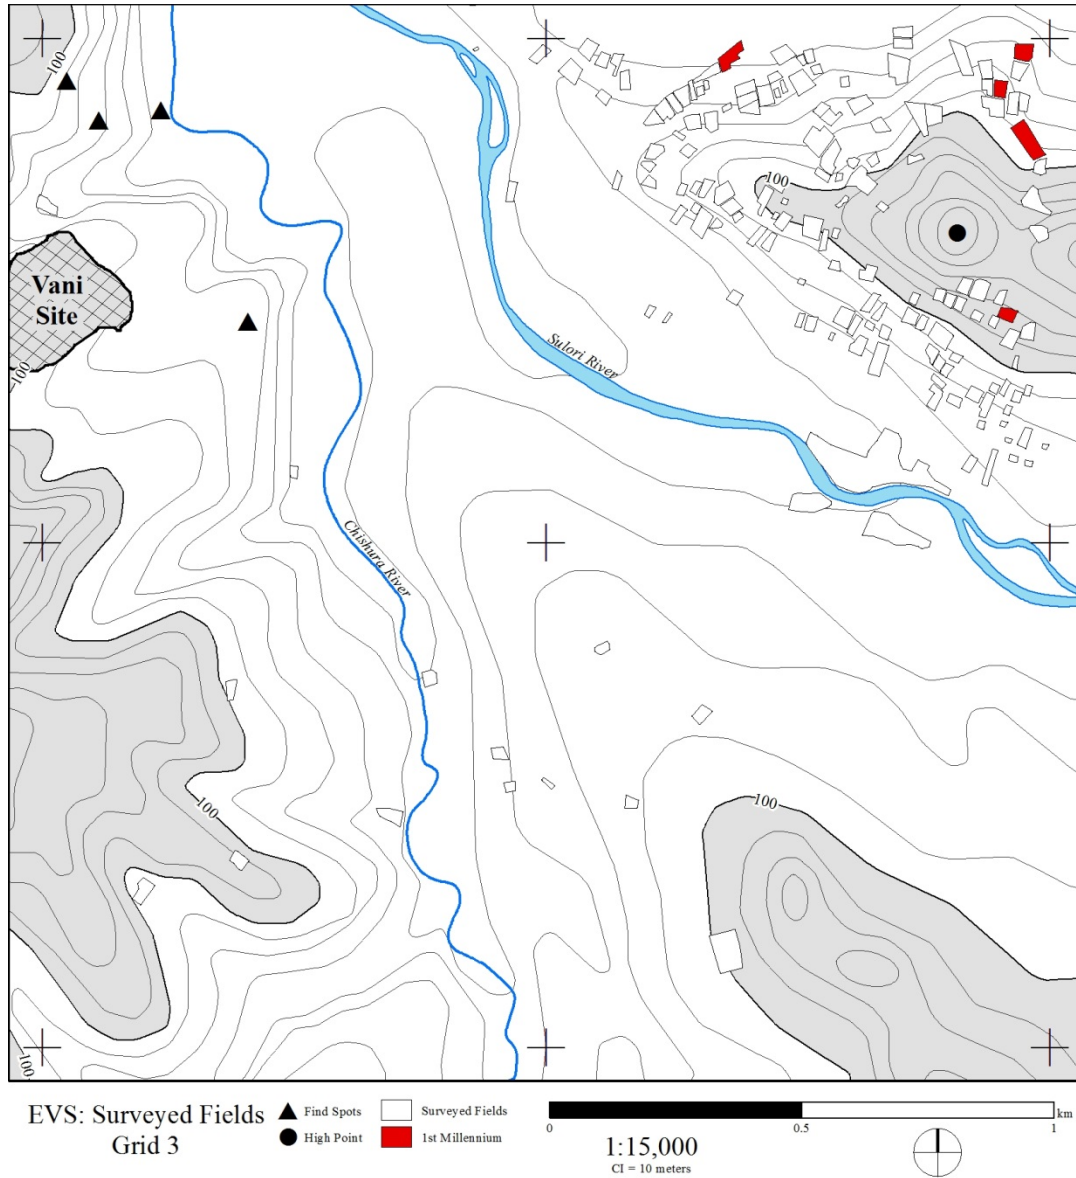 100
100
Vani
Site
Sulori River
100
Chishura River
100
100
100
EVS: Surveyed Fields
Grid 3
Find Spots
High Point
Surveyed Fields
1st Millennium
km
0
0.5
1
1:15,000
CI = 10 meters